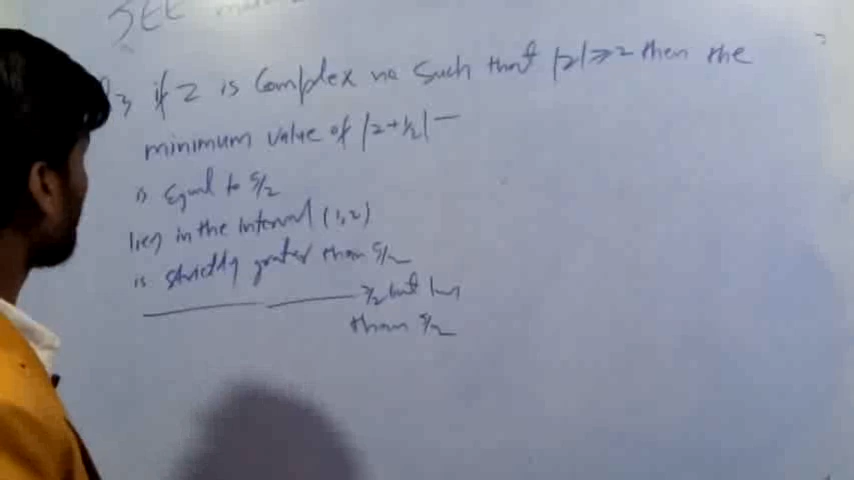 JEE
if Z is Complex no Such that |z| ≥ 2 then the
minimum value of |z+1/2| —
is Equal to 5/2
lies in the interval (1,2)
is strictly greater than 5/2
3/2 but less
than 5/2